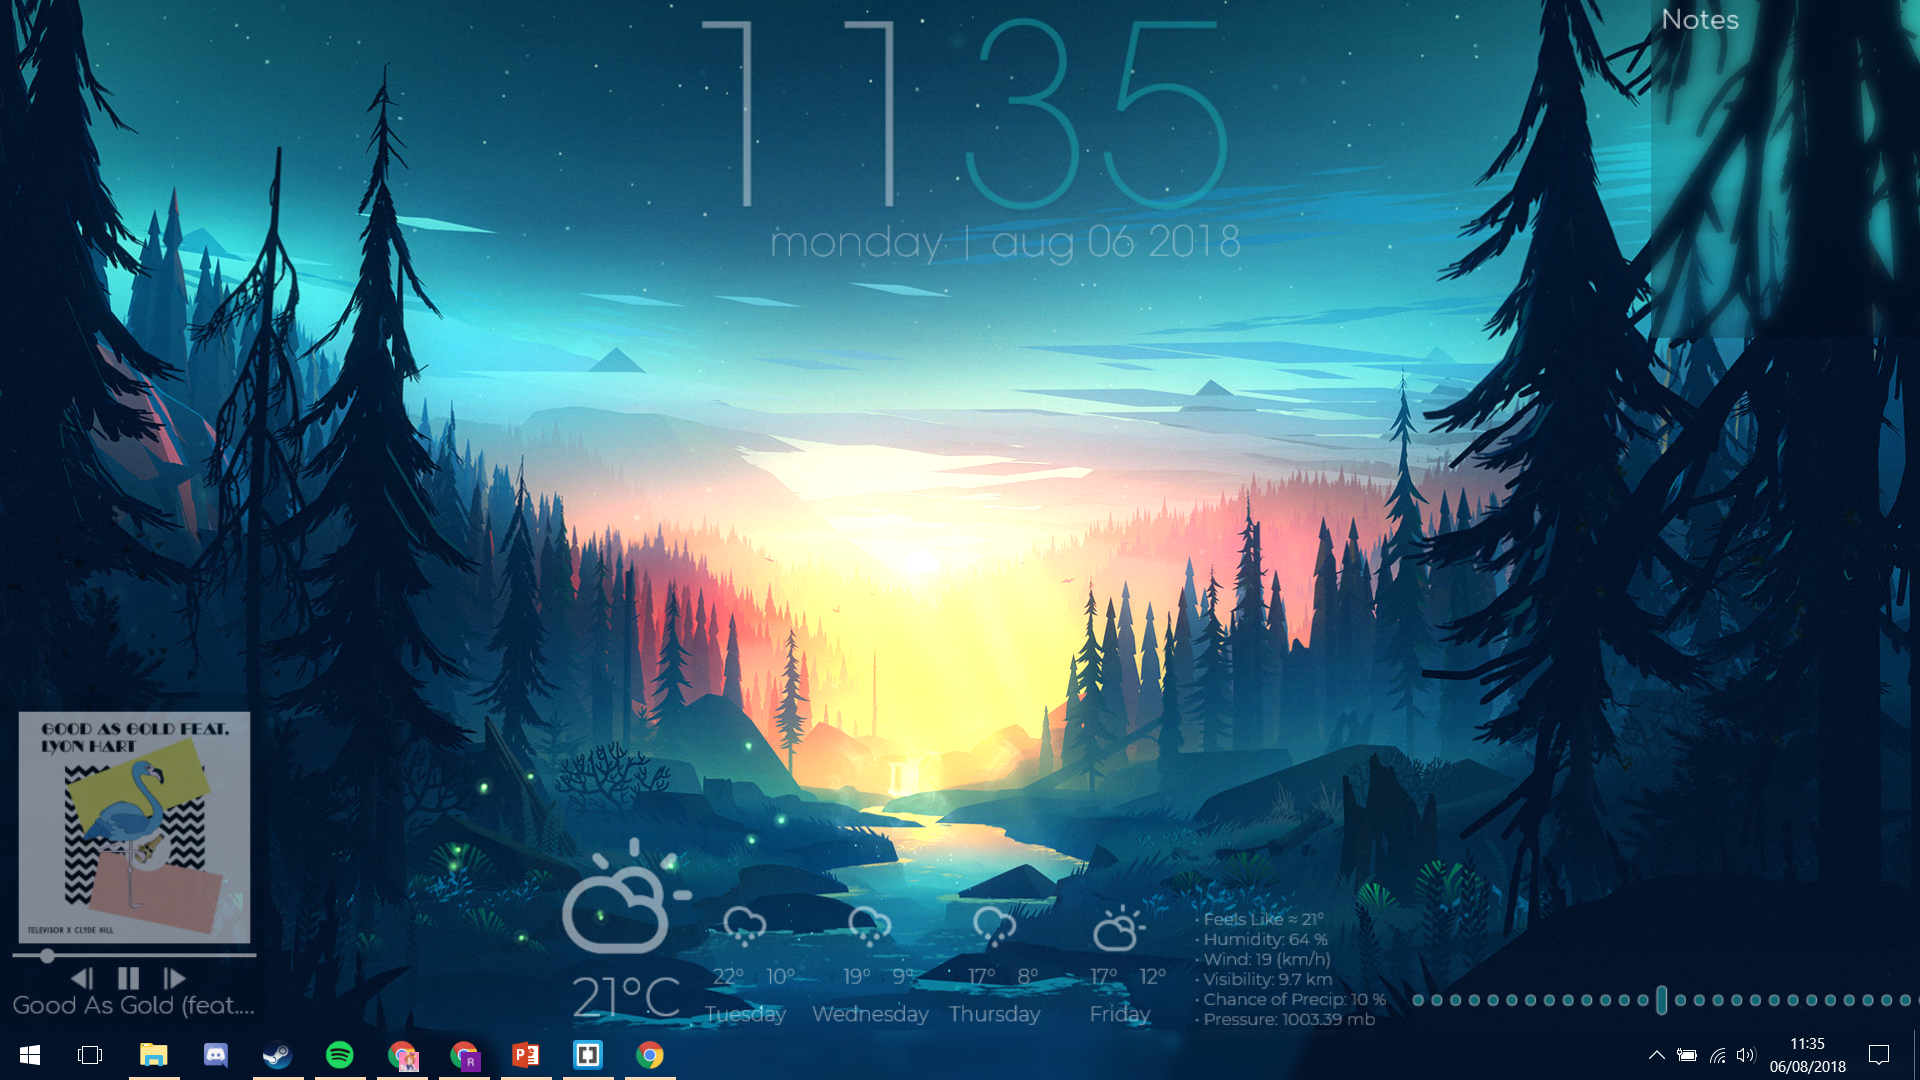 1135
monday | aug 06 2018
Notes
GOOD AS GOLD FEAT.
LYON HART
TELEVISOR X CLYDE HILL
Good As Gold (feat....
21°C
22° 10°
Tuesday
19° 9°
Wednesday
17° 8°
Thursday
17° 12°
Friday
· Feels Like ≈ 21°
· Humidity: 64 %
· Wind: 19 (km/h)
· Visibility: 9.7 km
· Chance of Precip: 10 %
· Pressure: 1003.39 mb
R
P
11:35
06/08/2018